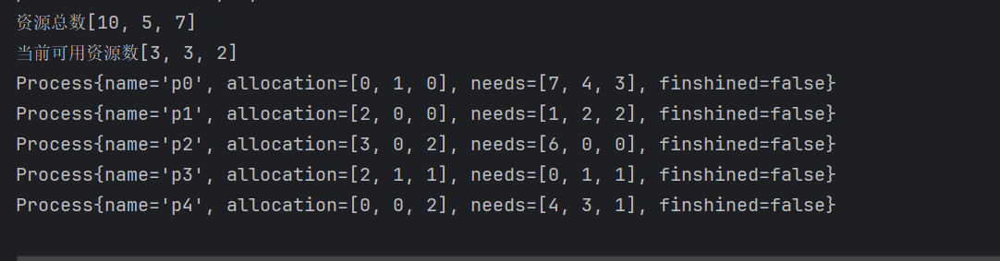 资源总数[10, 5, 7]
当前可用资源数[3, 3, 2]
Process{name='p0', allocation=[0, 1, 0], needs=[7, 4, 3], finshined=false}
Process{name='p1', allocation=[2, 0, 0], needs=[1, 2, 2], finshined=false}
Process{name='p2', allocation=[3, 0, 2], needs=[6, 0, 0], finshined=false}
Process{name='p3', allocation=[2, 1, 1], needs=[0, 1, 1], finshined=false}
Process{name='p4', allocation=[0, 0, 2], needs=[4, 3, 1], finshined=false}